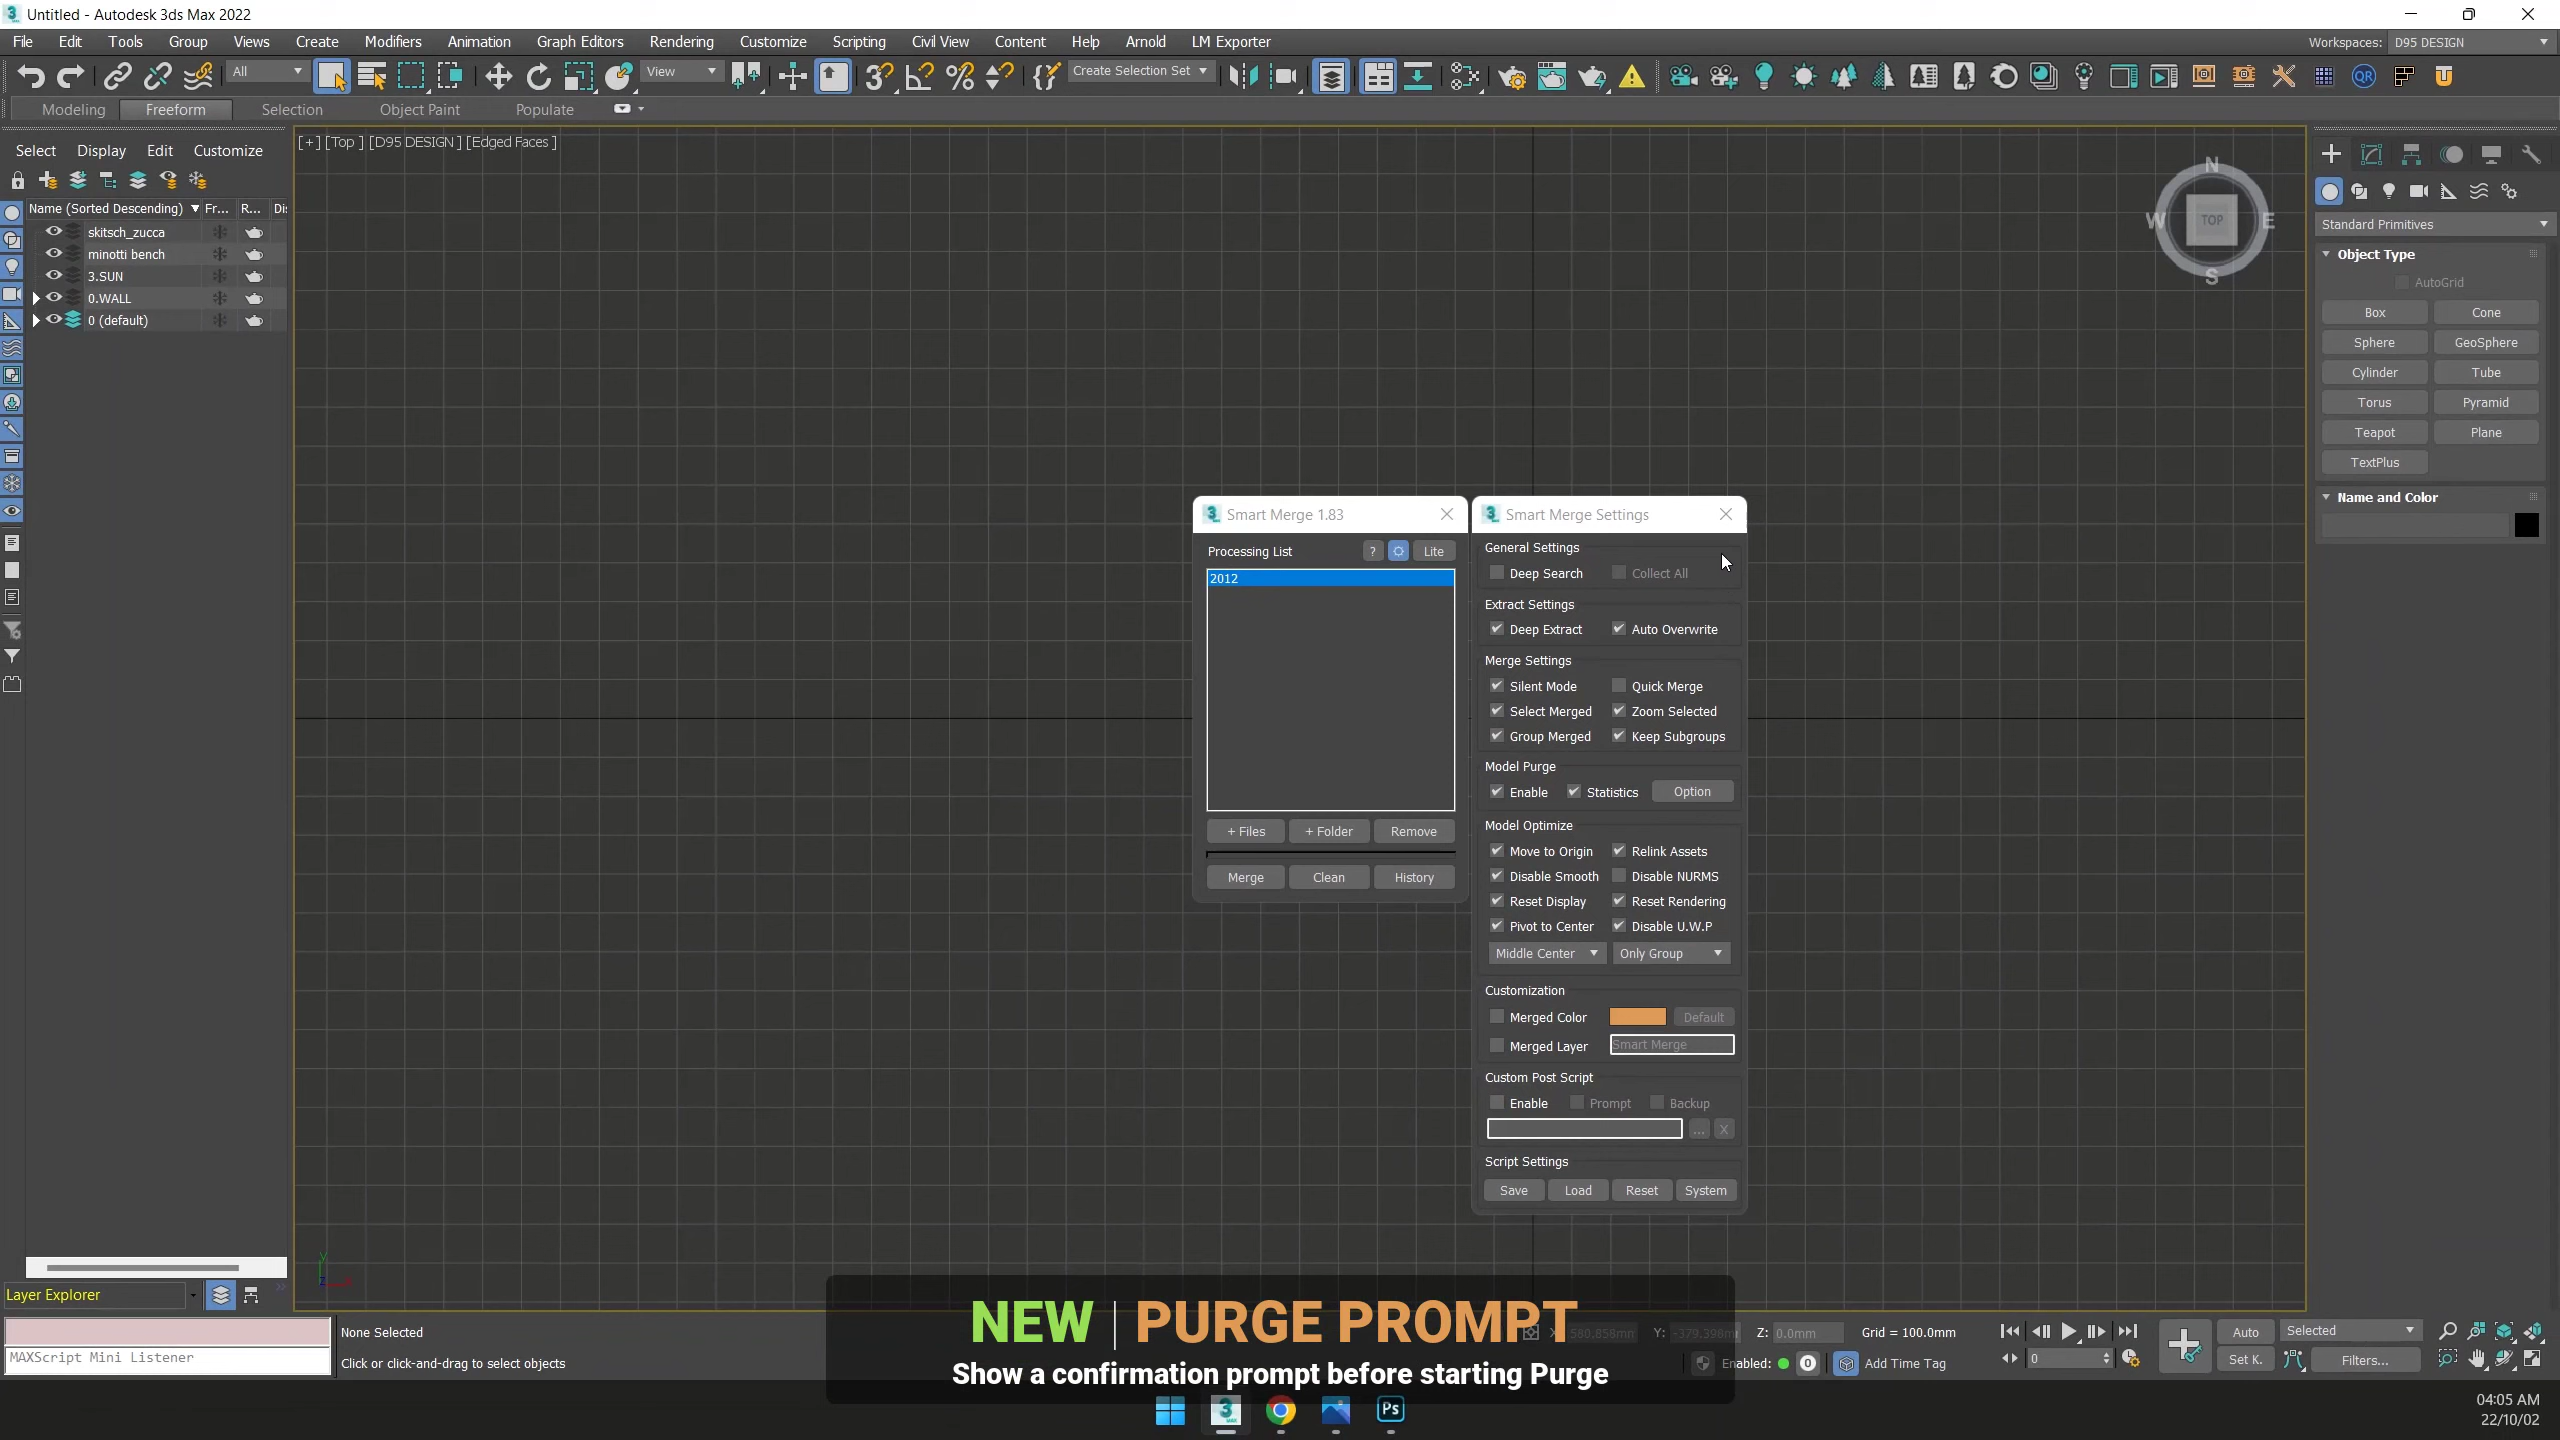 Untitled - Autodesk 3ds Max 2022
File Edit Tools Group Views Create Modifiers Animation Graph Editors Rendering Customize Scripting Civil View Content Help Arnold LM Exporter
Workspaces: D95 DESIGN
All View Create Selection Set
Modeling Freeform Selection Object Paint Populate
Select Display Edit Customize
[+] [Top ] [D95 DESIGN ] [Edged Faces ]
Name (Sorted Descending) Fr... R... Di
skitsch_zucca
minotti bench
3.SUN
0.WALL
0 (default)
N
W TOP E
S
Standard Primitives
Object Type
AutoGrid
Box Cone
Sphere GeoSphere
Cylinder Tube
Torus Pyramid
Teapot Plane
TextPlus
Name and Color
Smart Merge 1.83
Processing List ? Lite
2012
+ Files + Folder Remove
Merge Clean History
Smart Merge Settings
General Settings
Deep Search Collect All
Extract Settings
Deep Extract Auto Overwrite
Merge Settings
Silent Mode Quick Merge
Select Merged Zoom Selected
Group Merged Keep Subgroups
Model Purge
Enable Statistics Option
Model Optimize
Move to Origin Relink Assets
Disable Smooth Disable NURMS
Reset Display Reset Rendering
Pivot to Center Disable U.W.P
Middle Center Only Group
Customization
Merged Color Default
Merged Layer Smart Merge
Custom Post Script
Enable Prompt Backup
... X
Script Settings
Save Load Reset System
Layer Explorer
NEW | PURGE PROMPT
Show a confirmation prompt before starting Purge
None Selected
MAXScript Mini Listener
Click or click-and-drag to select objects
Y: Z: 0.0mm Grid = 100.0mm
Enabled: 0 Add Time Tag
0
Auto Selected
Set K. Filters...
Ps
04:05 AM
22/10/02